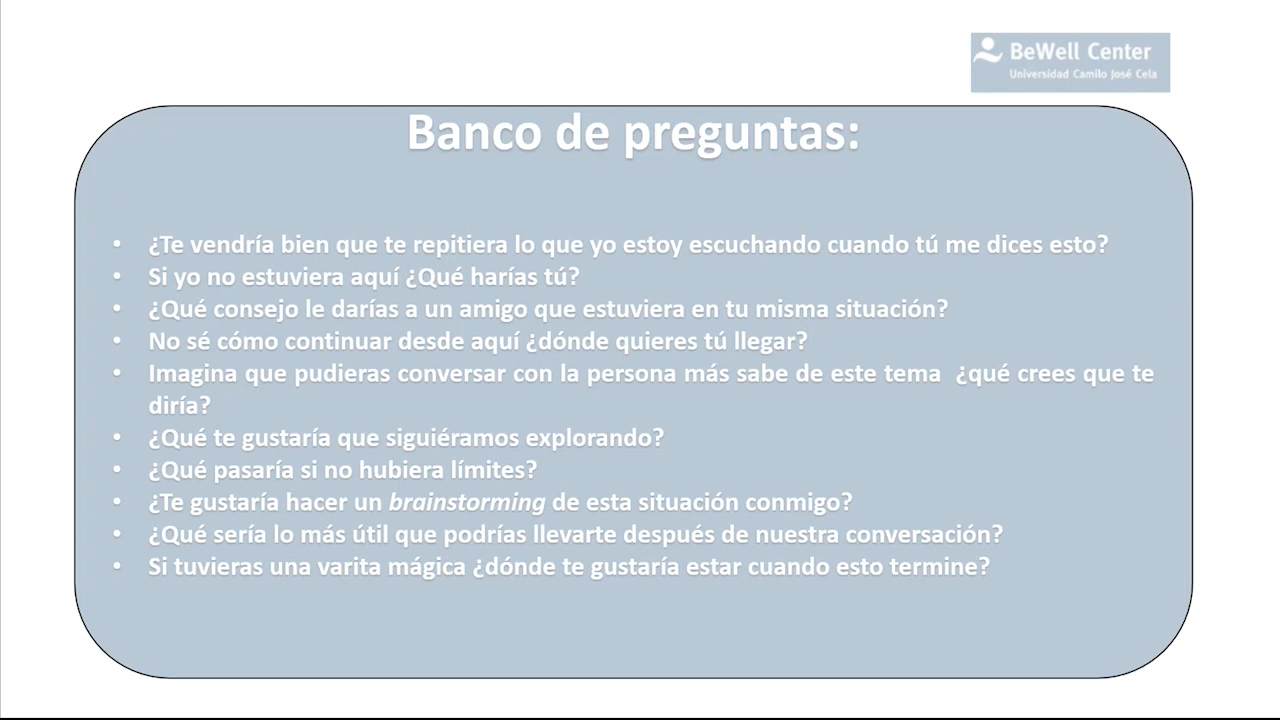 BeWell Center
Universidad Camilo José Cela
Banco de preguntas:
• ¿Te vendría bien que te repitiera lo que yo estoy escuchando cuando tú me dices esto?
• Si yo no estuviera aquí ¿Qué harías tú?
• ¿Qué consejo le darías a un amigo que estuviera en tu misma situación?
• No sé cómo continuar desde aquí ¿dónde quieres tú llegar?
• Imagina que pudieras conversar con la persona más sabe de este tema  ¿qué crees que te
diría?
• ¿Qué te gustaría que siguiéramos explorando?
• ¿Qué pasaría si no hubiera límites?
• ¿Te gustaría hacer un brainstorming de esta situación conmigo?
• ¿Qué sería lo más útil que podrías llevarte después de nuestra conversación?
• Si tuvieras una varita mágica ¿dónde te gustaría estar cuando esto termine?